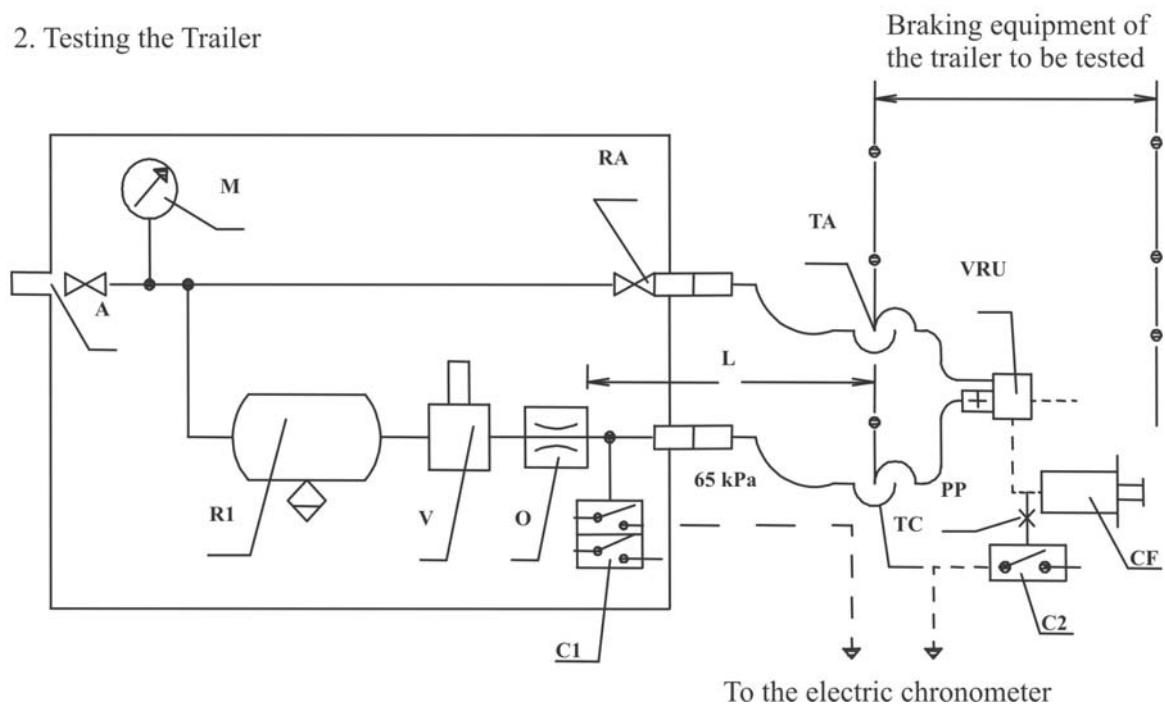 2. Testing the Trailer
Braking equipment of
the trailer to be tested
M
RA
TA
VRU
A
L
R1
V
O
65 kPa
PP
TC
CF
C2
C1
To the electric chronometer